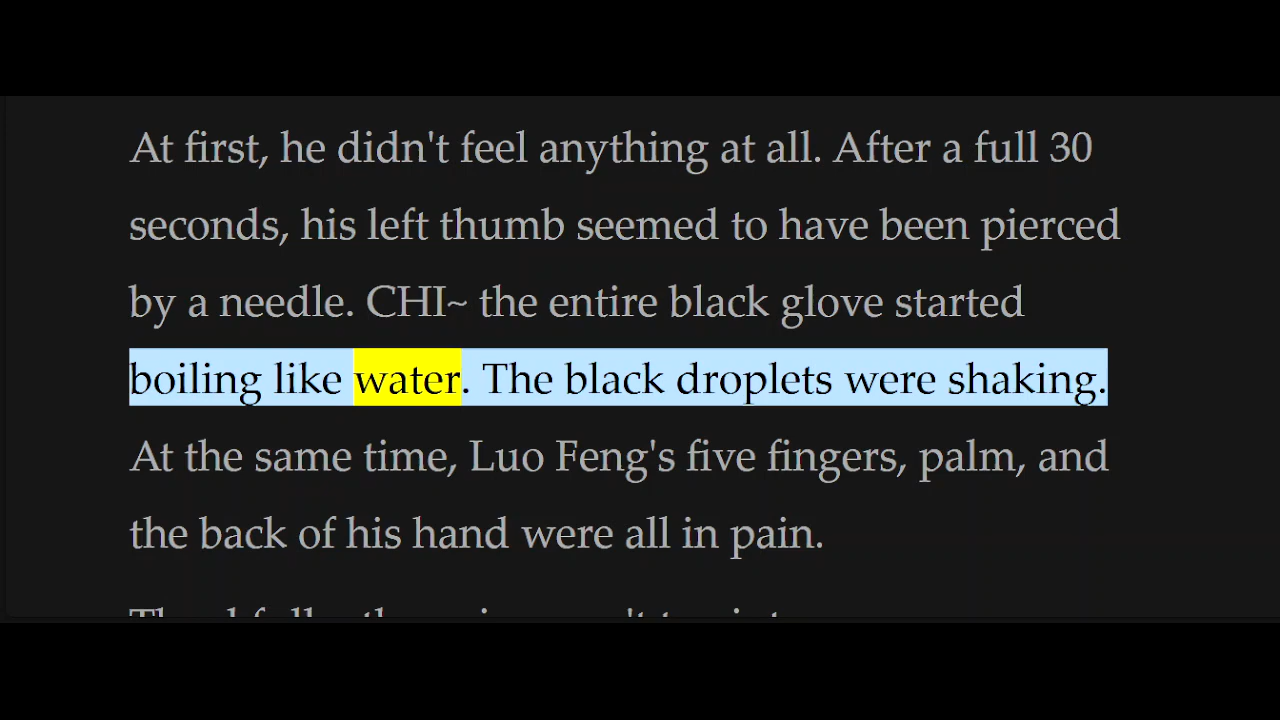 At first, he didn't feel anything at all. After a full 30
seconds, his left thumb seemed to have been pierced
by a needle. CHI~ the entire black glove started
boiling like water. The black droplets were shaking.
At the same time, Luo Feng's five fingers, palm, and
the back of his hand were all in pain.